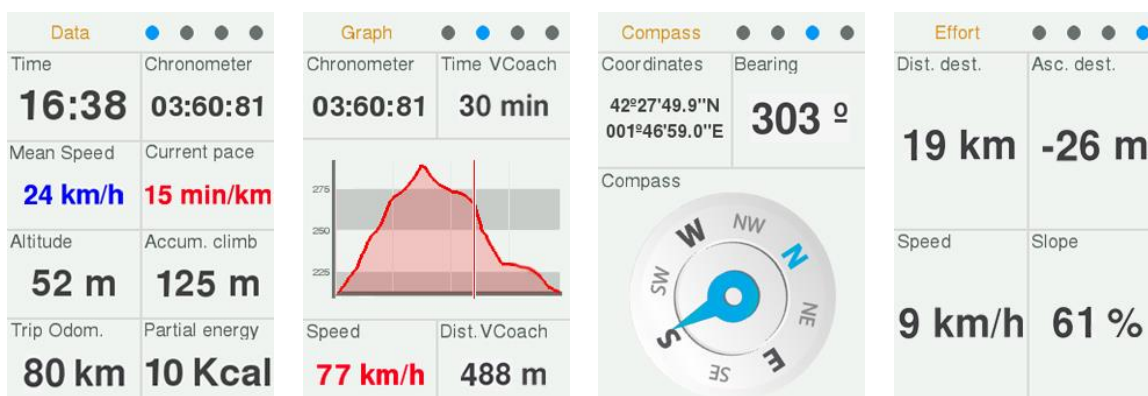 Data
Time
Chronometer
16:38
03:60:81
Mean Speed
Current pace
24 km/h
15 min/km
Altitude
Accum. climb
52 m
125 m
Trip Odom.
Partial energy
80 km
10 Kcal
Graph
Chronometer
Time VCoach
03:60:81
30 min
275
250
225
Speed
Dist. VCoach
77 km/h
488 m
Compass
Coordinates
Bearing
42º27'49.9"N
001º46'59.0"E
303 º
Compass
NW
W
N
SW
NE
S
E
SE
Effort
Dist. dest.
Asc. dest.
19 km
-26 m
Speed
Slope
9 km/h
61 %